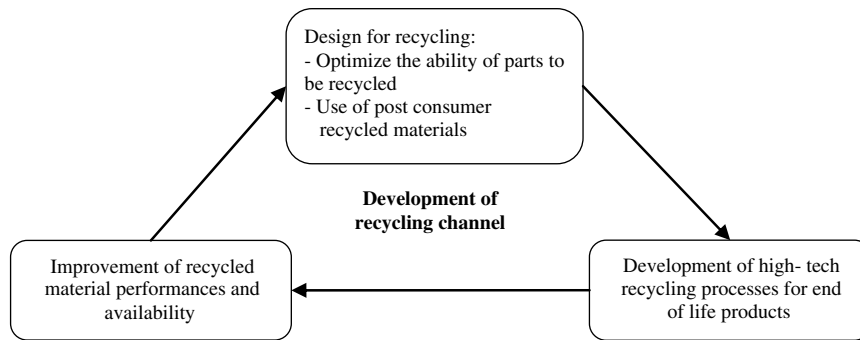 Design for recycling:
- Optimize the ability of parts to
be recycled
- Use of post consumer
recycled materials
Development of
recycling channel
Improvement of recycled
material performances and
availability
Development of high- tech
recycling processes for end
of life products